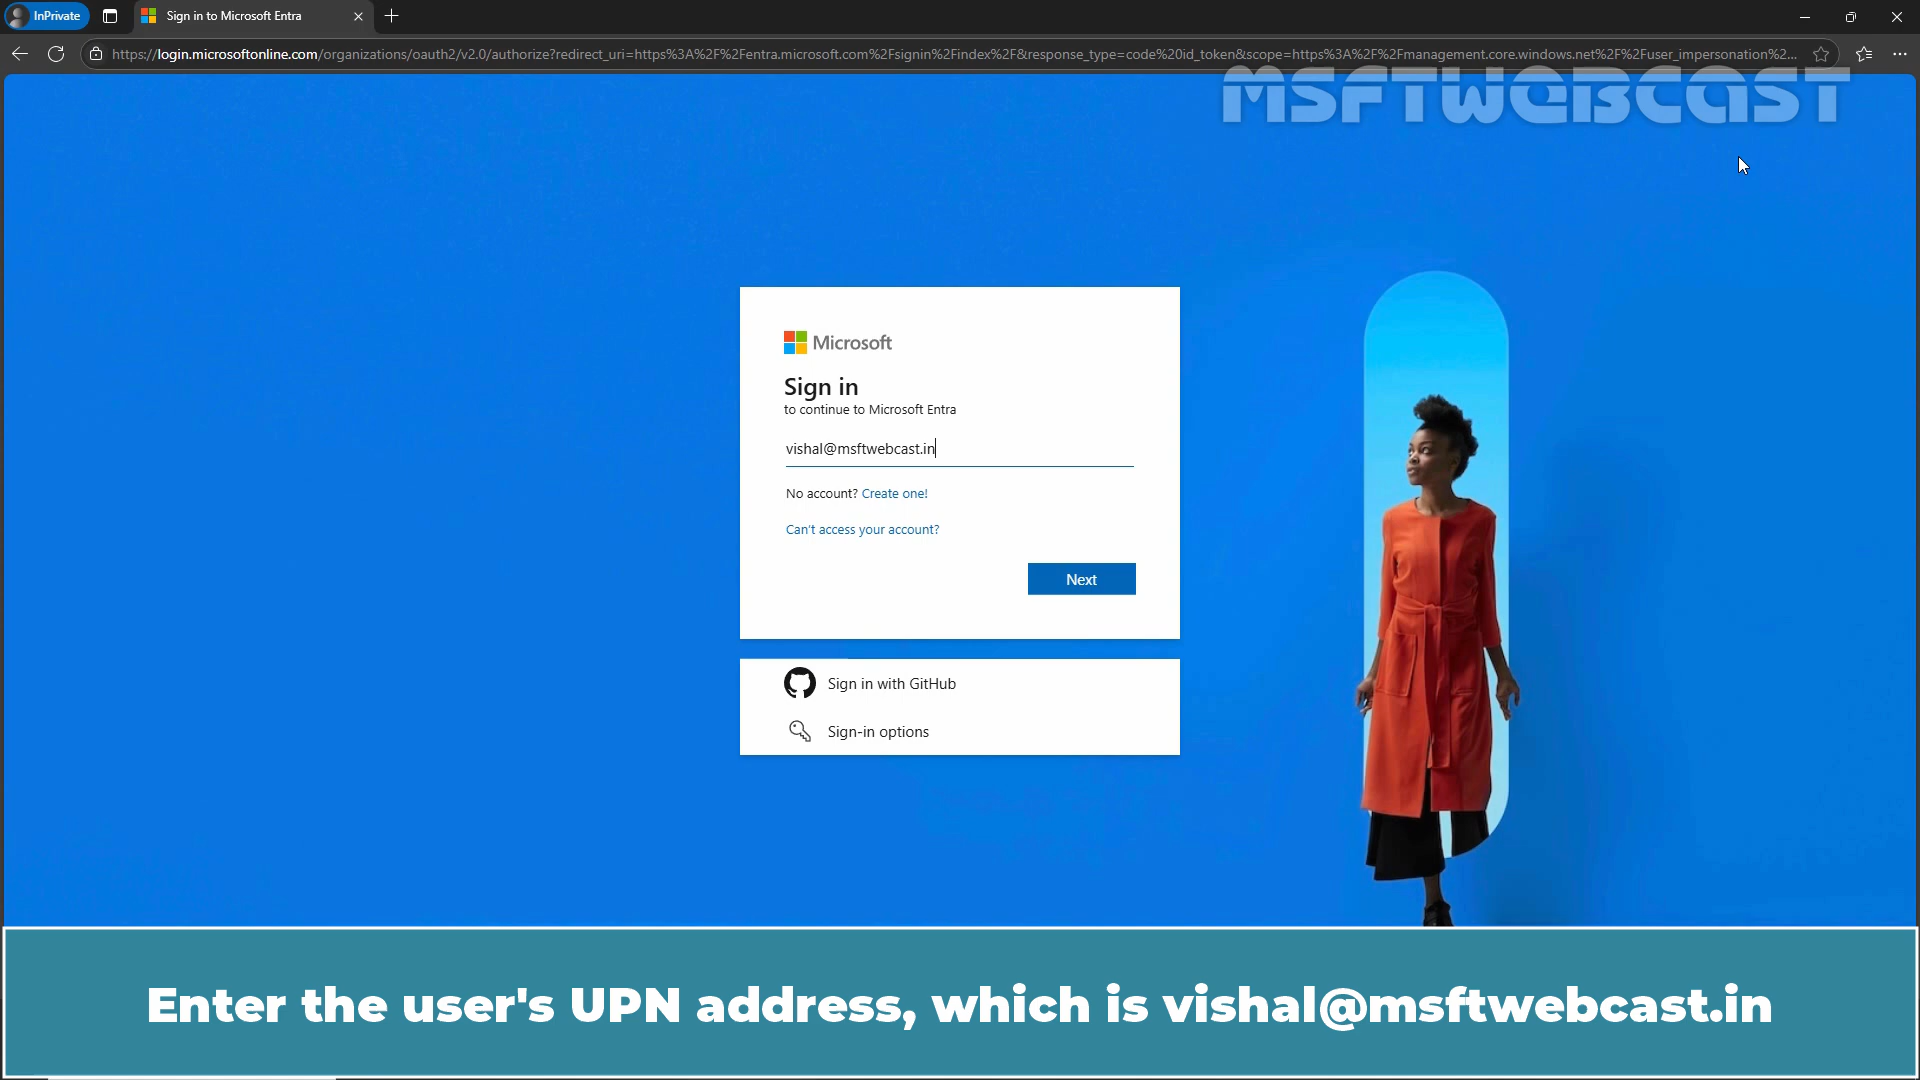 InPrivate
Sign in to Microsoft Entra
https://login.microsoftonline.com/organizations/oauth2/v2.0/authorize?redirect_uri=https%3A%2F%2Fentra.microsoft.com%2Fsignin%2Findex%2F&response_type=code%20id_token&scope=https%3A%2F%2Fmanagement.core.windows.net%2F%2Fuser_impersonation%2...
MSFTWEBCAST
Microsoft
Sign in
to continue to Microsoft Entra
vishal@msftwebcast.in
No account? Create one!
Can't access your account?
Next
Sign in with GitHub
Sign-in options
Enter the user's UPN address, which is vishal@msftwebcast.in